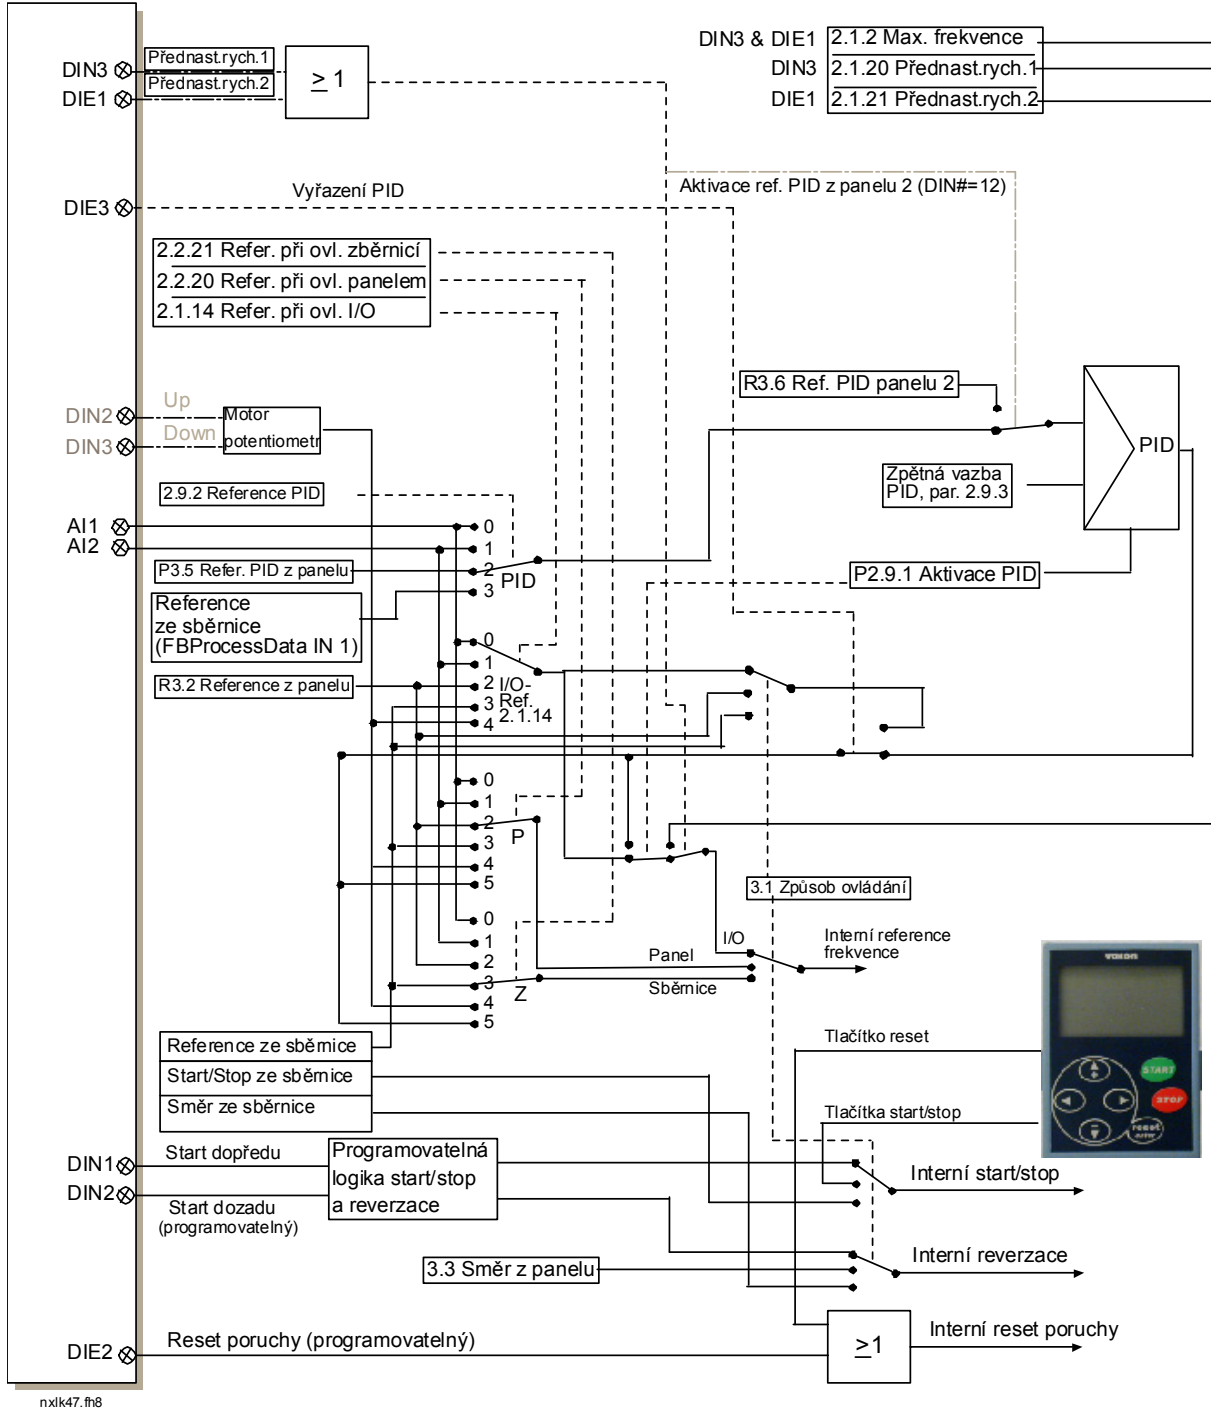 DIN3 & DIE1
2.1.2 Max. frekvence
DIN3
2.1.20 Přednast.rych.1
DIE1
2.1.21 Přednast.rych.2
DIN3
Přednast.rych.1
Přednast.rych.2
DIE1
≥ 1
Aktivace ref. PID z panelu 2 (DIN#=12)
Vyřazení PID
DIE3
2.2.21 Refer. při ovl. zběrnicí
2.2.20 Refer. při ovl. panelem
2.1.14 Refer. při ovl. I/O
R3.6 Ref. PID panelu 2
DIN2
Up
DIN3
Down
Motor
potentiometr
PID
Zpětná vazba
PID, par. 2.9.3
2.9.2 Reference PID
AI1
AI2
0
1
2
3
PID
P3.5 Refer. PID z panelu
P2.9.1 Aktivace PID
Reference
ze sběrnice
(FBProcessData IN 1)
R3.2 Reference z panelu
0
1
2
3
4
I/O-
Ref.
2.1.14
0
1
2
3
4
5
P
3.1 Způsob ovládání
0
1
2
3
4
5
Z
I/O
Panel
Sběrnice
Interní reference
frekvence
VACON
START
STOP
reset
enter
Reference ze sběrnice
Start/Stop ze sběrnice
Směr ze sběrnice
Tlačítko reset
Tlačítka start/stop
DIN1
Start dopředu
DIN2
Start dozadu
(programovatelný)
Programovatelná
logika start/stop
a reverzace
Interní start/stop
3.3 Směr z panelu
Interní reverzace
DIE2
Reset poruchy (programovatelný)
≥1
Interní reset poruchy
nxlk47.fh8